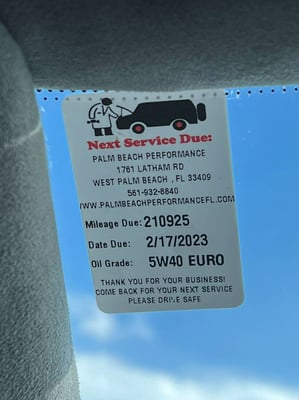 Next Service Due:
PALM BEACH PERFORMANCE
1761 LATHAM RD
WEST PALM BEACH , FL 33409
561-932-8840
WWW.PALMBEACHPERFORMANCEFL.COM
Mileage Due: 210925
Date Due: 2/17/2023
Oil Grade: 5W40 EURO
THANK YOU FOR YOUR BUSINESS!
COME BACK FOR YOUR NEXT SERVICE
PLEASE DRIVE SAFE